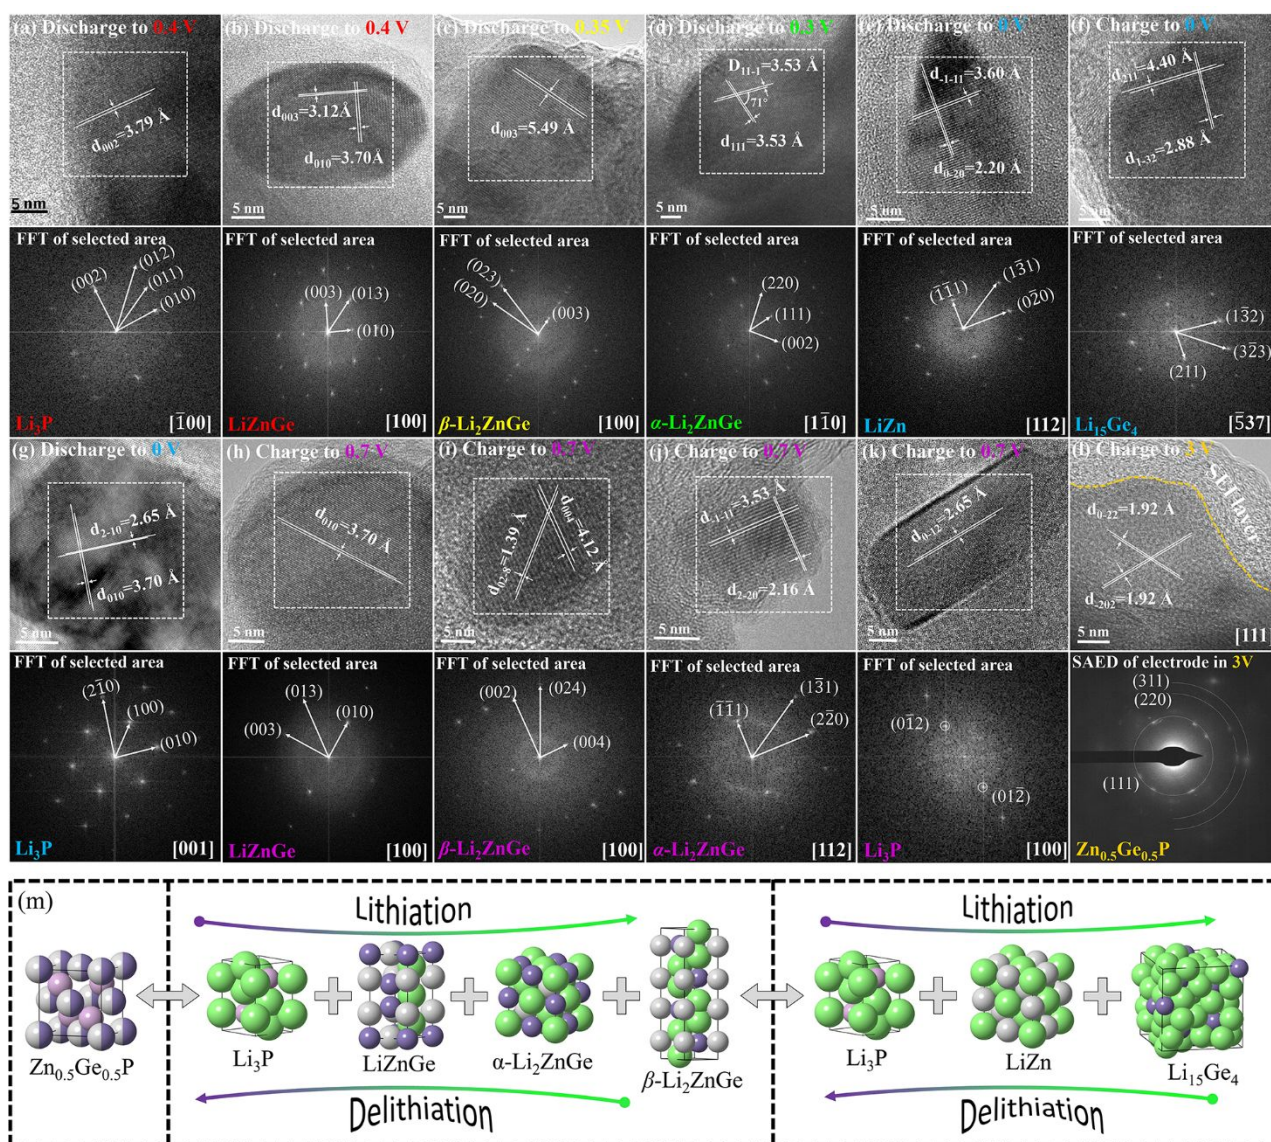 (a) Discharge to 0.4 V
d002=3.79 Å
5 nm
(b) Discharge to 0.4 V
d003=3.12Å
d010=3.70Å
5 nm
(c) Discharge to 0.35 V
d003=5.49 Å
5 nm
(d) Discharge to 0.3 V
D11-1=3.53 Å
71°
d111=3.53 Å
5 nm
(e) Discharge to 0V
d-1-11=3.60 Å
d0-20=2.20 Å
5 nm
(f) Charge to 0V
d211=4.40 Å
d1-32=2.88 Å
5 nm
FFT of selected area
(002)
(012)
(011)
(010)
Li₃P
[1̅00]
FFT of selected area
(003)
(013)
(010)
LiZnGe
[100]
FFT of selected area
(023)
(020)
(003)
β-Li₂ZnGe
[100]
FFT of selected area
(220)
(111)
(002)
α-Li₂ZnGe
[11̅0]
FFT of selected area
(1̅1̅1)
(13̅1)
(02̅0)
LiZn
[112]
FFT of selected area
(13̅2)
(32̅3)
(211)
Li₁₅Ge₄
[5̅37]
(g) Discharge to 0V
d2-10=2.65 Å
d010=3.70 Å
5 nm
(h) Charge to 0.7 V
d010=3.70 Å
5 nm
(i) Charge to 0.7 V
d004=4.12 Å
d02-8=1.39 Å
5 nm
(j) Charge to 0.7 V
d-1-11=3.53 Å
d2-20=2.16 Å
5 nm
(k) Charge to 0.7 V
d0-12=2.65 Å
5 nm
(l) Charge to 3V
SEI layer
d0-22=1.92 Å
d-202=1.92 Å
5 nm
[111]
FFT of selected area
(21̅0)
(100)
(010)
Li₃P
[001]
FFT of selected area
(013)
(003)
(010)
LiZnGe
[100]
FFT of selected area
(002)
(024)
(004)
β-Li₂ZnGe
[100]
FFT of selected area
(1̅1̅1)
(13̅1)
(22̅0)
α-Li₂ZnGe
[112]
FFT of selected area
(01̅2)
(012̅)
Li₃P
[100]
SAED of electrode in 3V
(311)
(220)
(111)
Zn₀.₅Ge₀.₅P
(m)
Lithiation
Zn₀.₅Ge₀.₅P
Li₃P
+
LiZnGe
+
α-Li₂ZnGe
+
β-Li₂ZnGe
Delithiation
Lithiation
Li₃P
+
LiZn
+
Li₁₅Ge₄
Delithiation